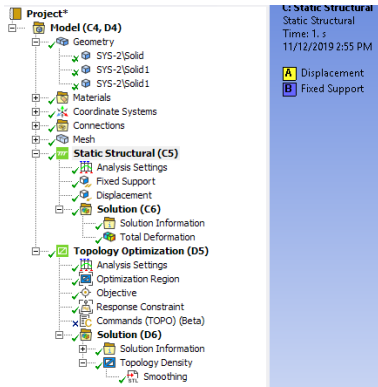 Project*
Model (C4, D4)
Geometry
SYS-2\Solid
SYS-2\Solid1
SYS-2\Solid1
Materials
Coordinate Systems
Connections
Mesh
Static Structural (C5)
Analysis Settings
Fixed Support
Displacement
Solution (C6)
Solution Information
Total Deformation
Topology Optimization (D5)
Analysis Settings
Optimization Region
Objective
Response Constraint
Commands (TOPO) (Beta)
Solution (D6)
Solution Information
Topology Density
Smoothing
C: Static Structural
Static Structural
Time: 1. s
11/12/2019 2:55 PM
A Displacement
B Fixed Support